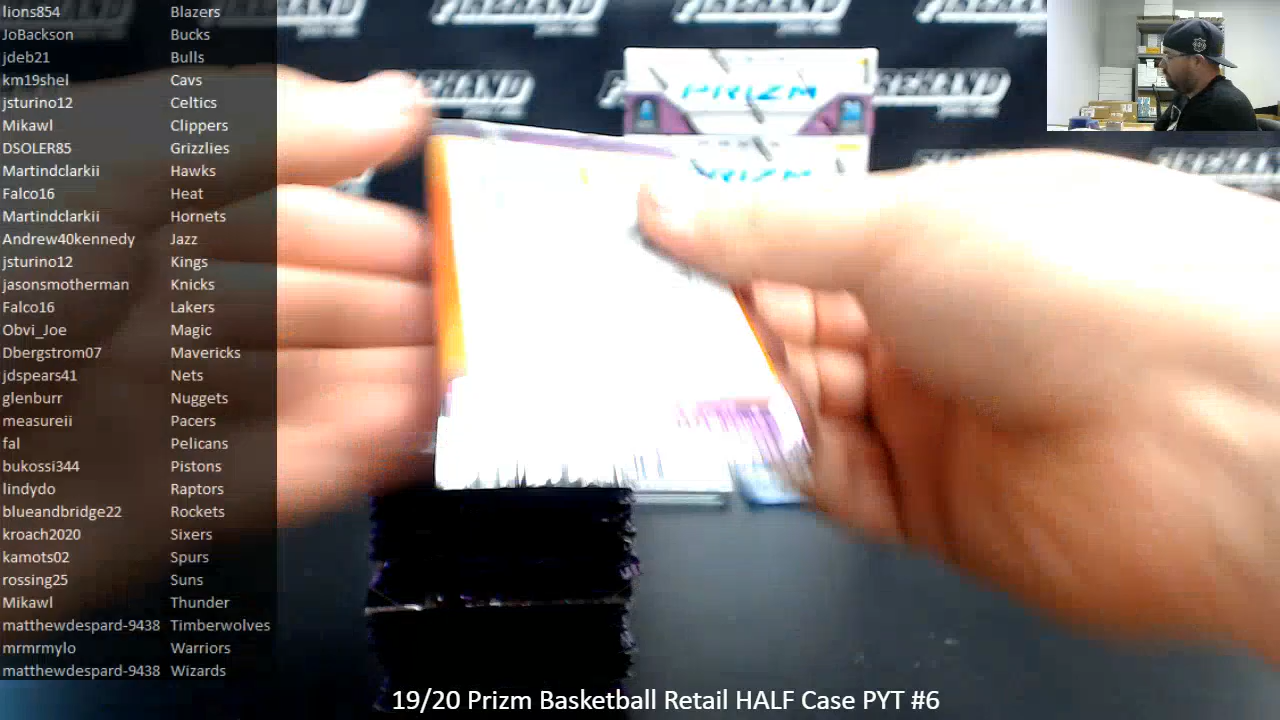 lions854 Blazers
JoBackson Bucks
jdeb21 Bulls
km19shel Cavs
jsturino12 Celtics
Mikawl Clippers
DSOLER85 Grizzlies
Martindclarkii Hawks
Falco16 Heat
Martindclarkii Hornets
Andrew40kennedy Jazz
jsturino12 Kings
jasonsmotherman Knicks
Falco16 Lakers
Obvi_Joe Magic
Dbergstrom07 Mavericks
jdspears41 Nets
glenburr Nuggets
measureii Pacers
fal Pelicans
bukossi344 Pistons
lindydo Raptors
blueandbridge22 Rockets
kroach2020 Sixers
kamots02 Spurs
rossing25 Suns
Mikawl Thunder
matthewdespard-9438 Timberwolves
mrmrmylo Warriors
matthewdespard-9438 Wizards
PRIZM
PRIZM
FIREHAND
19/20 Prizm Basketball Retail HALF Case PYT #6